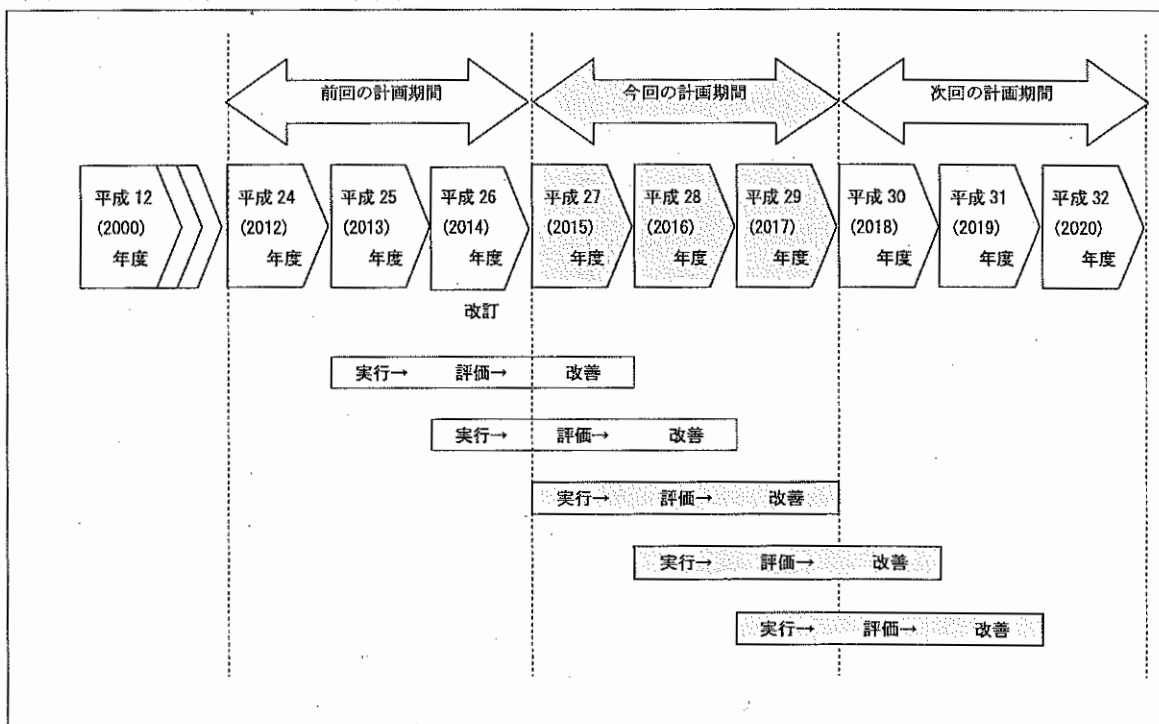 前回の計画期間
今回の計画期間
次回の計画期間
平成 12
(2000)
年度
平成 24
(2012)
年度
平成 25
(2013)
年度
平成 26
(2014)
年度
平成 27
(2015)
年度
平成 28
(2016)
年度
平成 29
(2017)
年度
平成 30
(2018)
年度
平成 31
(2019)
年度
平成 32
(2020)
年度
改訂
実行→ 評価→ 改善
実行→ 評価→ 改善
実行→ 評価→ 改善
実行→ 評価→ 改善
実行→ 評価→ 改善